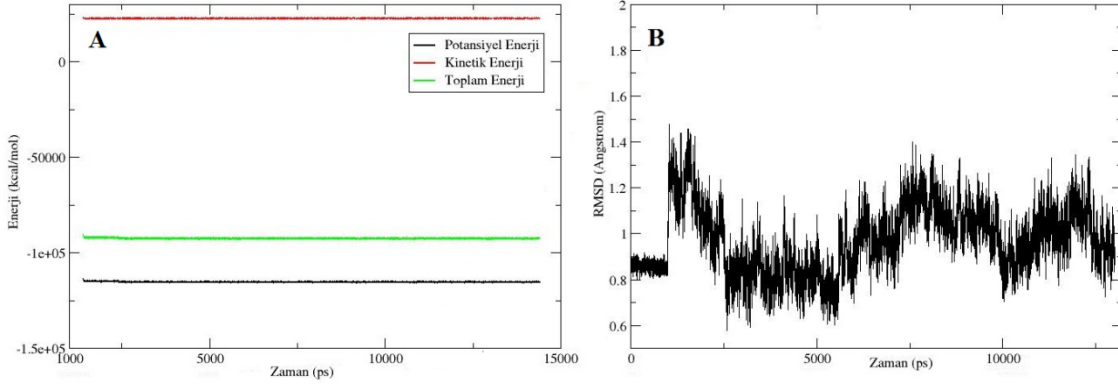 A
Potansiyel Enerji
Kinetik Enerji
Toplam Enerji
Enerji (kcal/mol)
0
-50000
-1e+05
-1.5e+05
1000
5000
10000
15000
Zaman (ps)
B
RMSD (Angstrom)
2
1.8
1.6
1.4
1.2
1
0.8
0.6
0
5000
10000
Zaman (ps)